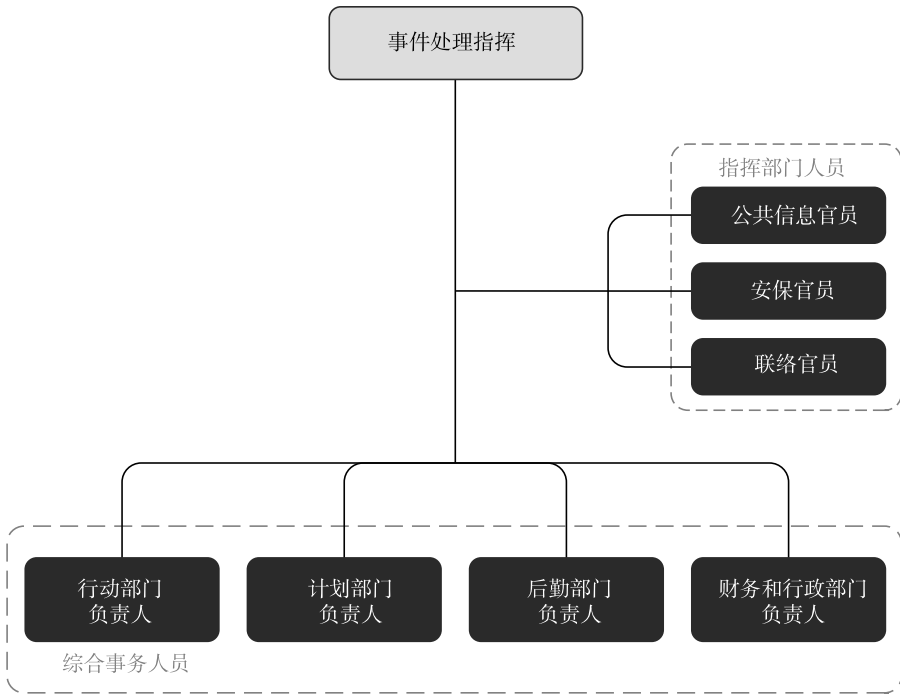 事件处理指挥
指挥部门人员
公共信息官员
安保官员
联络官员
行动部门
负责人
计划部门
负责人
后勤部门
负责人
财务和行政部门
负责人
综合事务人员